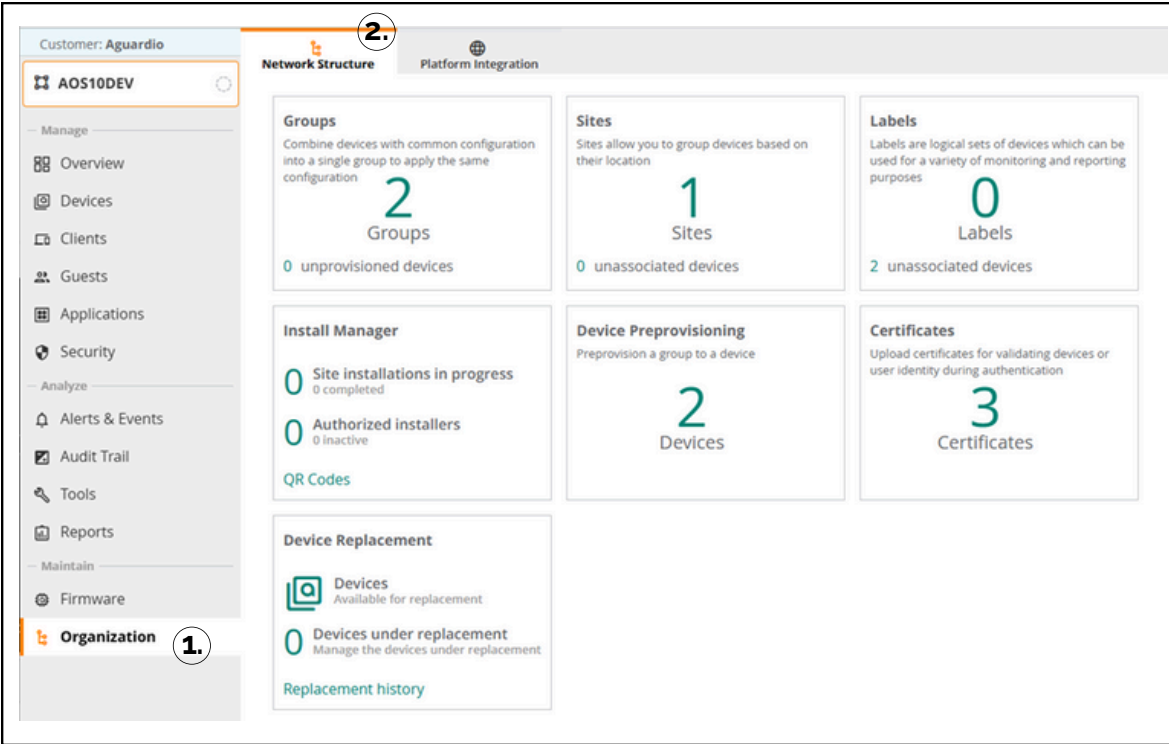 Customer: Aguardio
AOS10DEV
Manage
Overview
Devices
Clients
Guests
Applications
Security
Analyze
Alerts & Events
Audit Trail
Tools
Reports
Maintain
Firmware
Organization
1.
2.
Network Structure
Platform Integration
Groups
Combine devices with common configuration
into a single group to apply the same
configuration
2
Groups
0 unprovisioned devices
Sites
Sites allow you to group devices based on
their location
1
Sites
0 unassociated devices
Labels
Labels are logical sets of devices which can be
used for a variety of monitoring and reporting
purposes
0
Labels
2 unassociated devices
Install Manager
0 Site installations in progress
0 completed
0 Authorized installers
0 inactive
QR Codes
Device Preprovisioning
Preprovision a group to a device
2
Devices
Certificates
Upload certificates for validating devices or
user identity during authentication
3
Certificates
Device Replacement
Devices
Available for replacement
0 Devices under replacement
Manage the devices under replacement
Replacement history